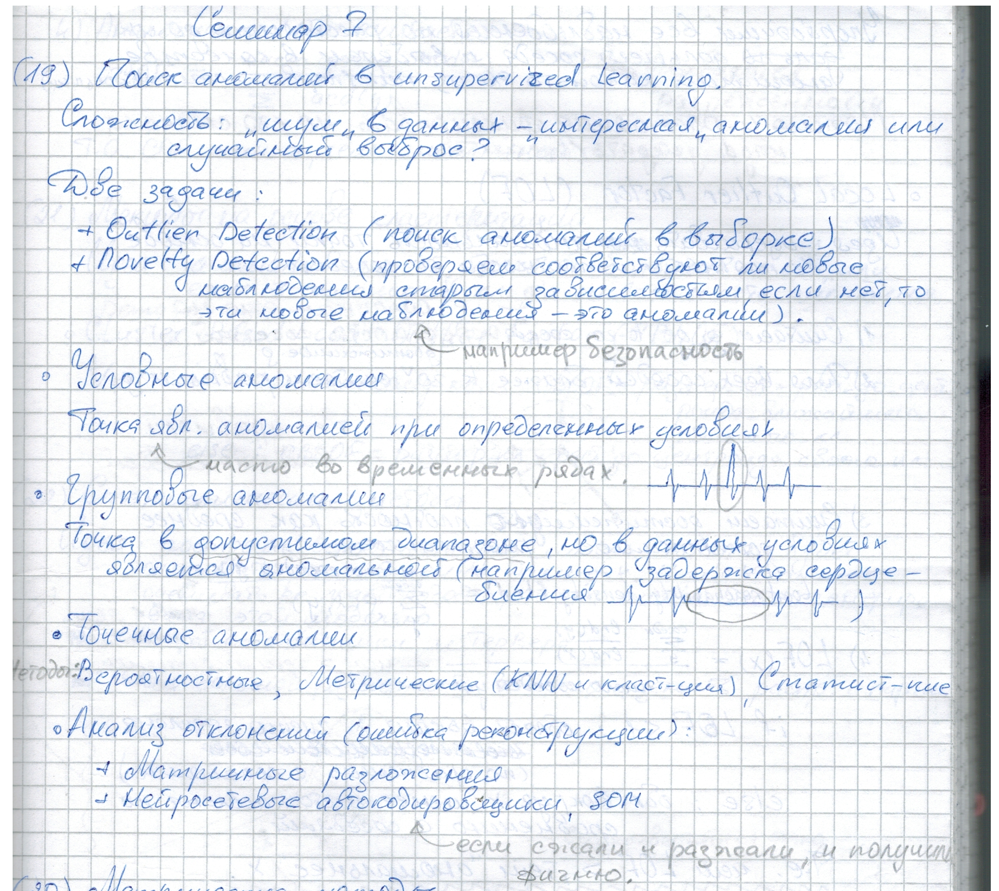 Семинар 7
(19) Поиск аномалий в unsupervized learning.
Сложность: „шум„ в данных – „интересная„ аномалия или
случайный выброс?
Две задачи:
+ Outlier Detection (поиск аномалий в выборке)
+ Novelty Detection (проверяем соответствуют ли новые
наблюдения старым зависимостям, если нет, то
эти новые наблюдения – это аномалии).
например безопасность
• Условные аномалии
Точка явл. аномалией при определенных условиях
часто во временных рядах.
• Групповые аномалии
Точка в допустимом диапазоне, но в данных условиях
является аномальной (например задержка сердце-
биения )
• Точечные аномалии
Методы: Вероятностные, Метрические (KNN и класт-ция), Статист-кие
• Анализ отклонений (ошибка реконструкции):
+ Матричные разложения
+ Нейросетевые автокодировщики, SOM
если сжали и разжали, и получили
фигню.
(20) Метрические методы